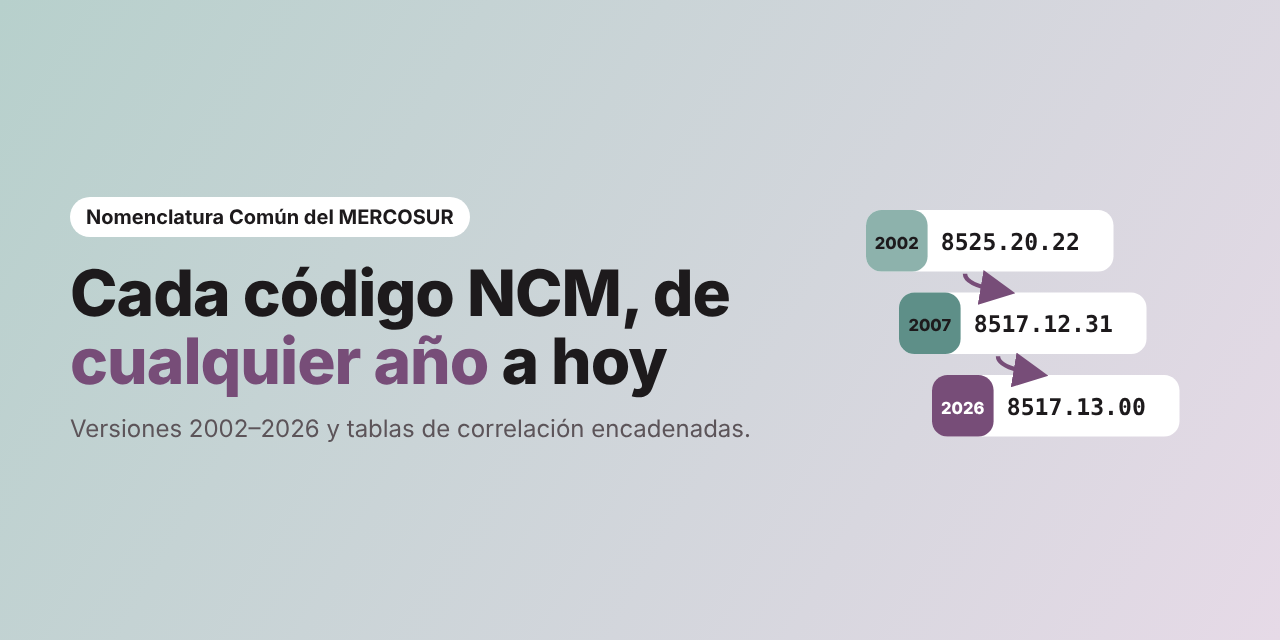 Nomenclatura Común del MERCOSUR
Cada código NCM, de
cualquier año a hoy
Versiones 2002–2026 y tablas de correlación encadenadas.
2002 8525.20.22
2007 8517.12.31
2026 8517.13.00